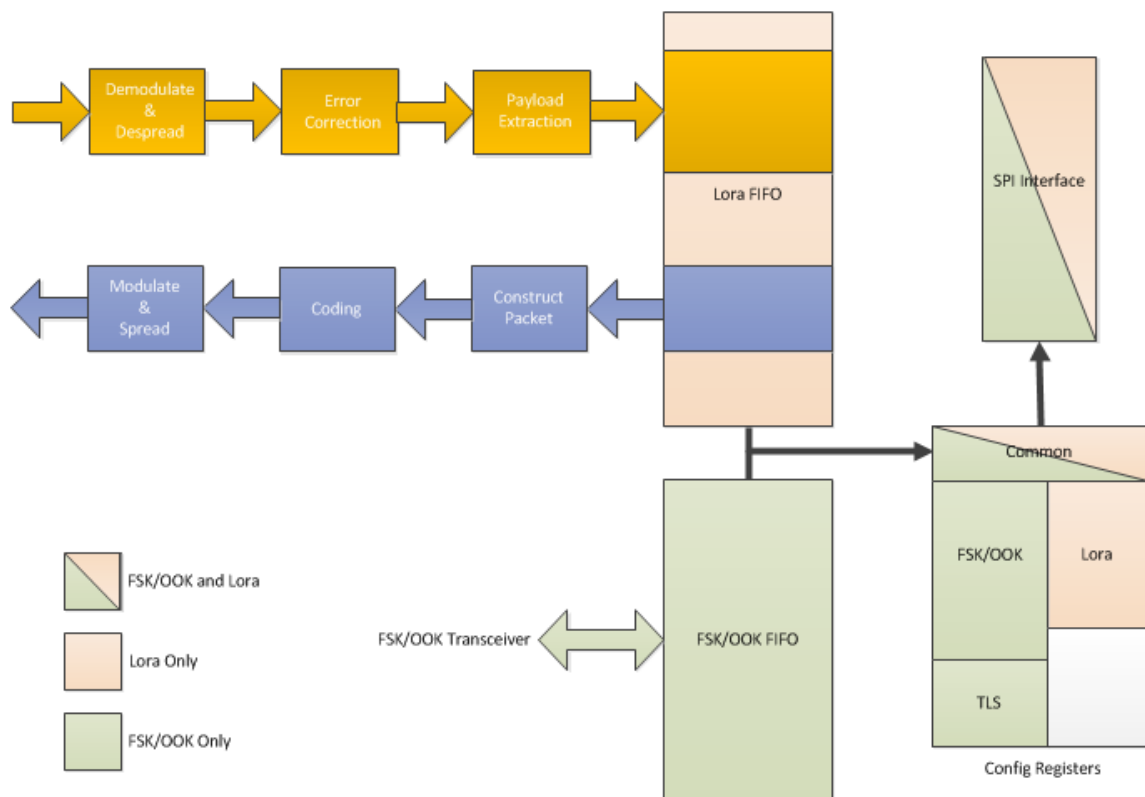 Demodulate
&
Despread
Error
Correction
Payload
Extraction
Lora FIFO
SPI Interface
Modulate
&
Spread
Coding
Construct
Packet
Common
FSK/OOK
Lora
TLS
Config Registers
FSK/OOK Transceiver
FSK/OOK FIFO
FSK/OOK and Lora
Lora Only
FSK/OOK Only